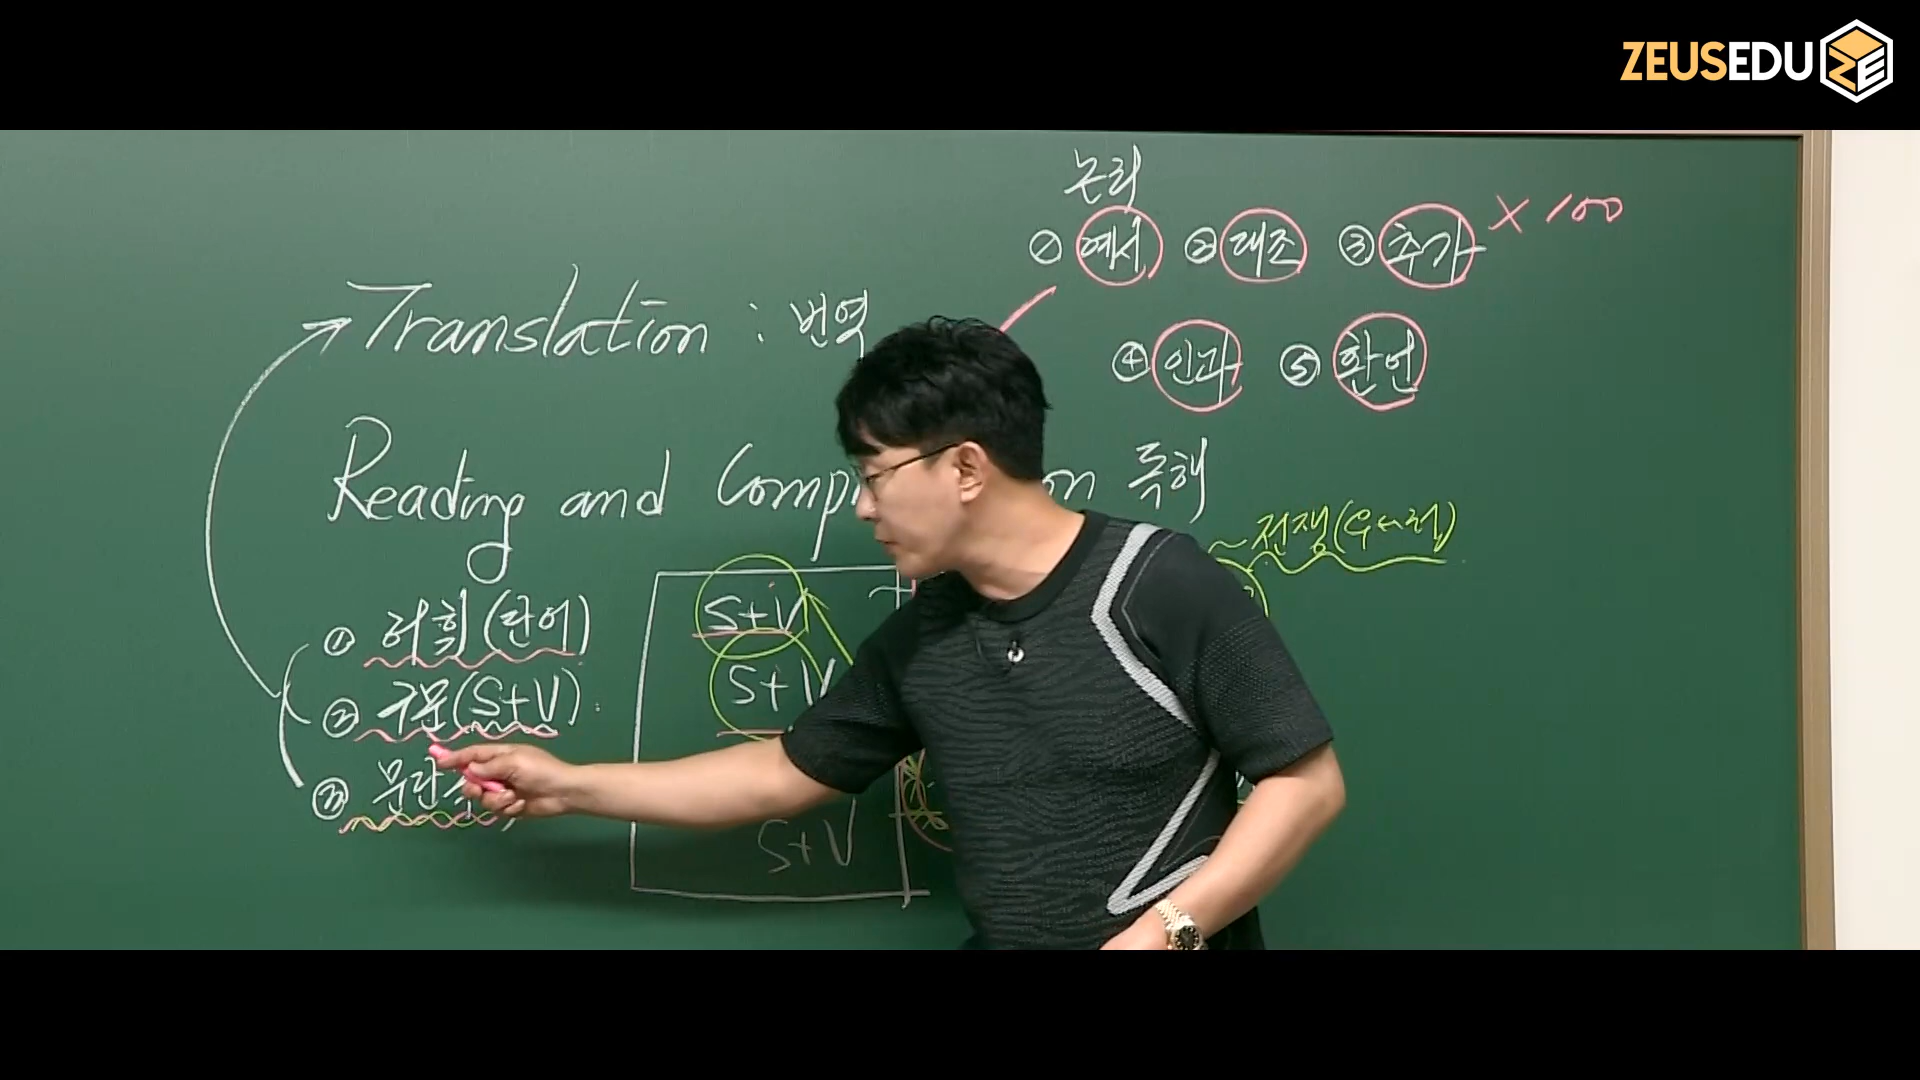 ZEUSEDU
논리
① 예시 ② 대조 ③ 추가 × 100
④ 인과 ⑤ 환언
Translation : 번역
Reading and Comp on 독해
~전쟁(우←러)
① 어휘(단어)
② 구문(S+V)
③ 문단
S+V
S+V
S+V